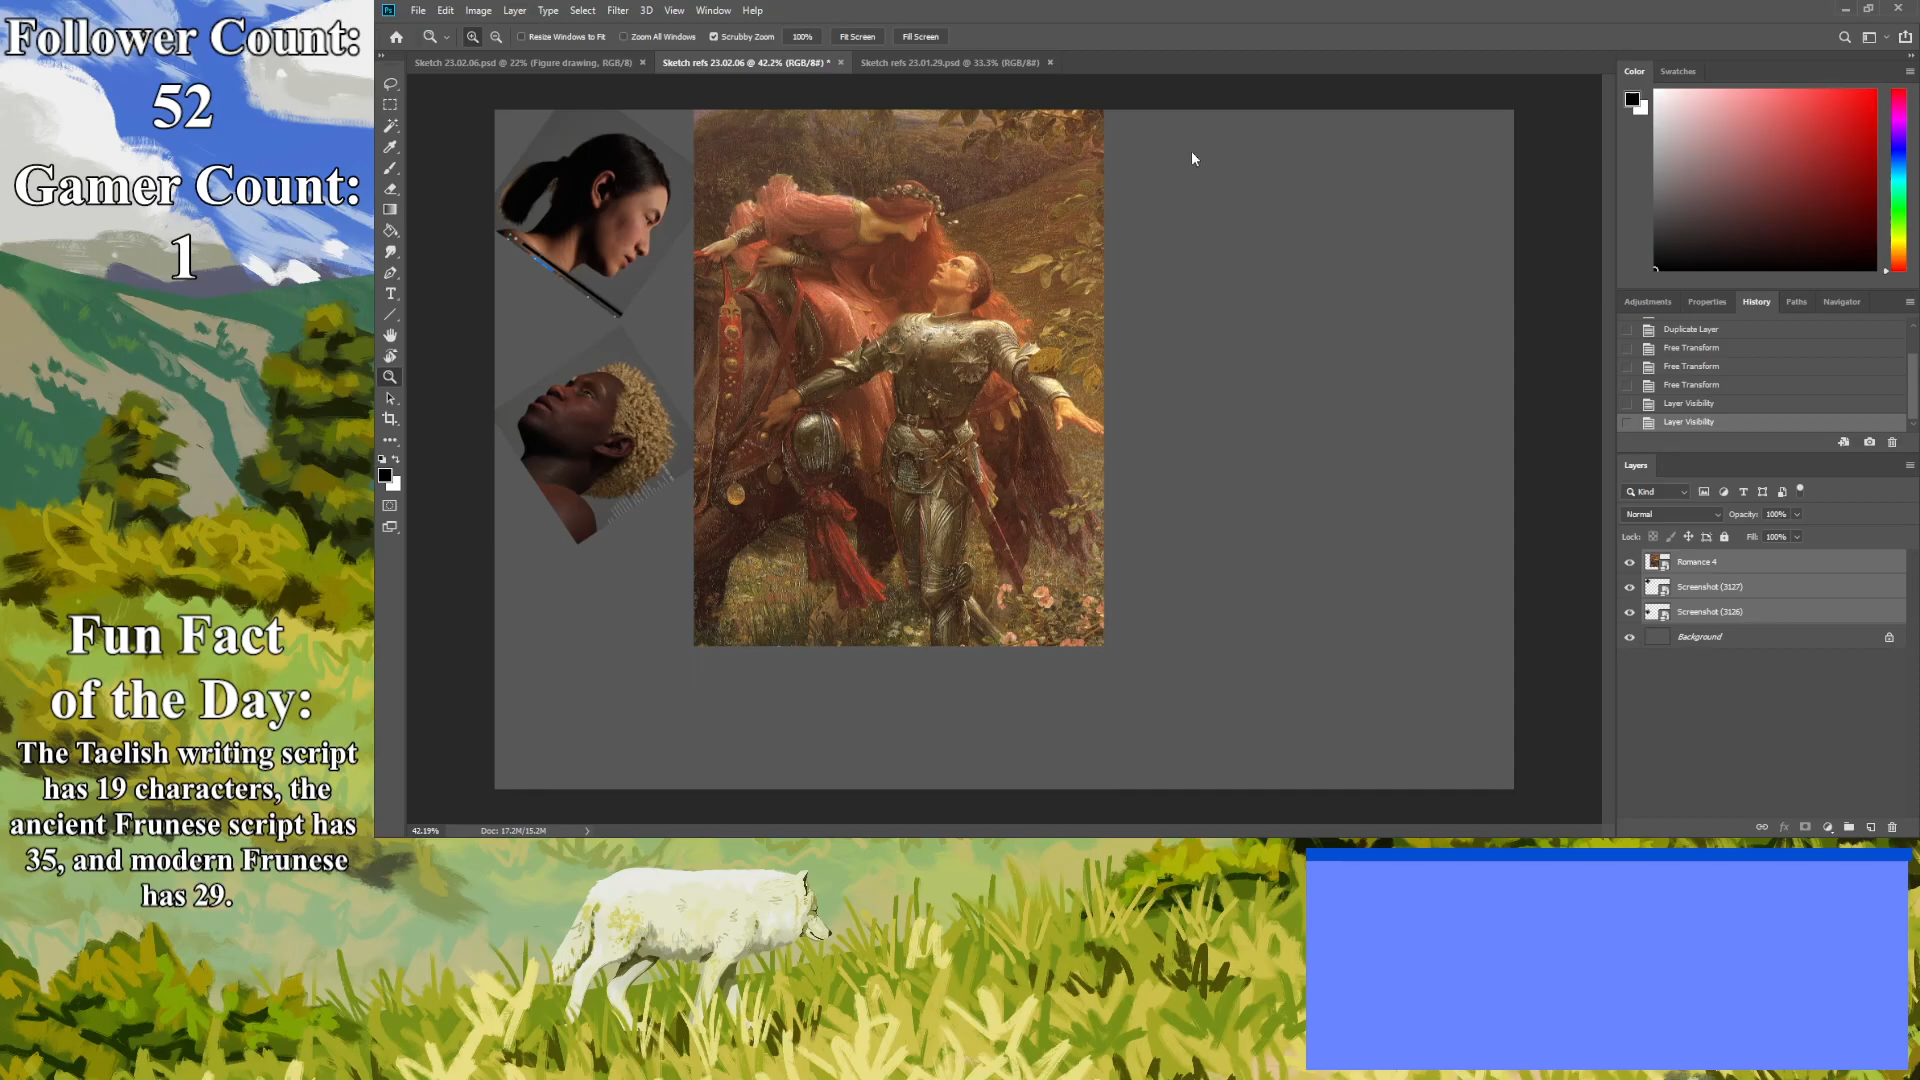 Follower Count:
52
Gamer Count:
1
Fun Fact
of the Day:
The Taelish writing script
has 19 characters, the
ancient Frunese script has
35, and modern Frunese
has 29.
Ps File Edit Image Layer Type Select Filter 3D View Window Help
Resize Windows to Fit Zoom All Windows Scrubby Zoom 100% Fit Screen Fill Screen
Sketch 23.02.06.psd @ 22% (Figure drawing, RGB/8) × Sketch refs 23.02.06 @ 42.2% (RGB/8#) * × Sketch refs 23.01.29.psd @ 33.3% (RGB/8#) ×
42.19% Doc: 17.2M/15.2M
Color Swatches
Adjustments Properties History Paths Navigator
Duplicate Layer
Free Transform
Free Transform
Free Transform
Layer Visibility
Layer Visibility
Layers
Kind
Normal Opacity: 100%
Lock: Fill: 100%
Romance 4
Screenshot (3127)
Screenshot (3126)
Background